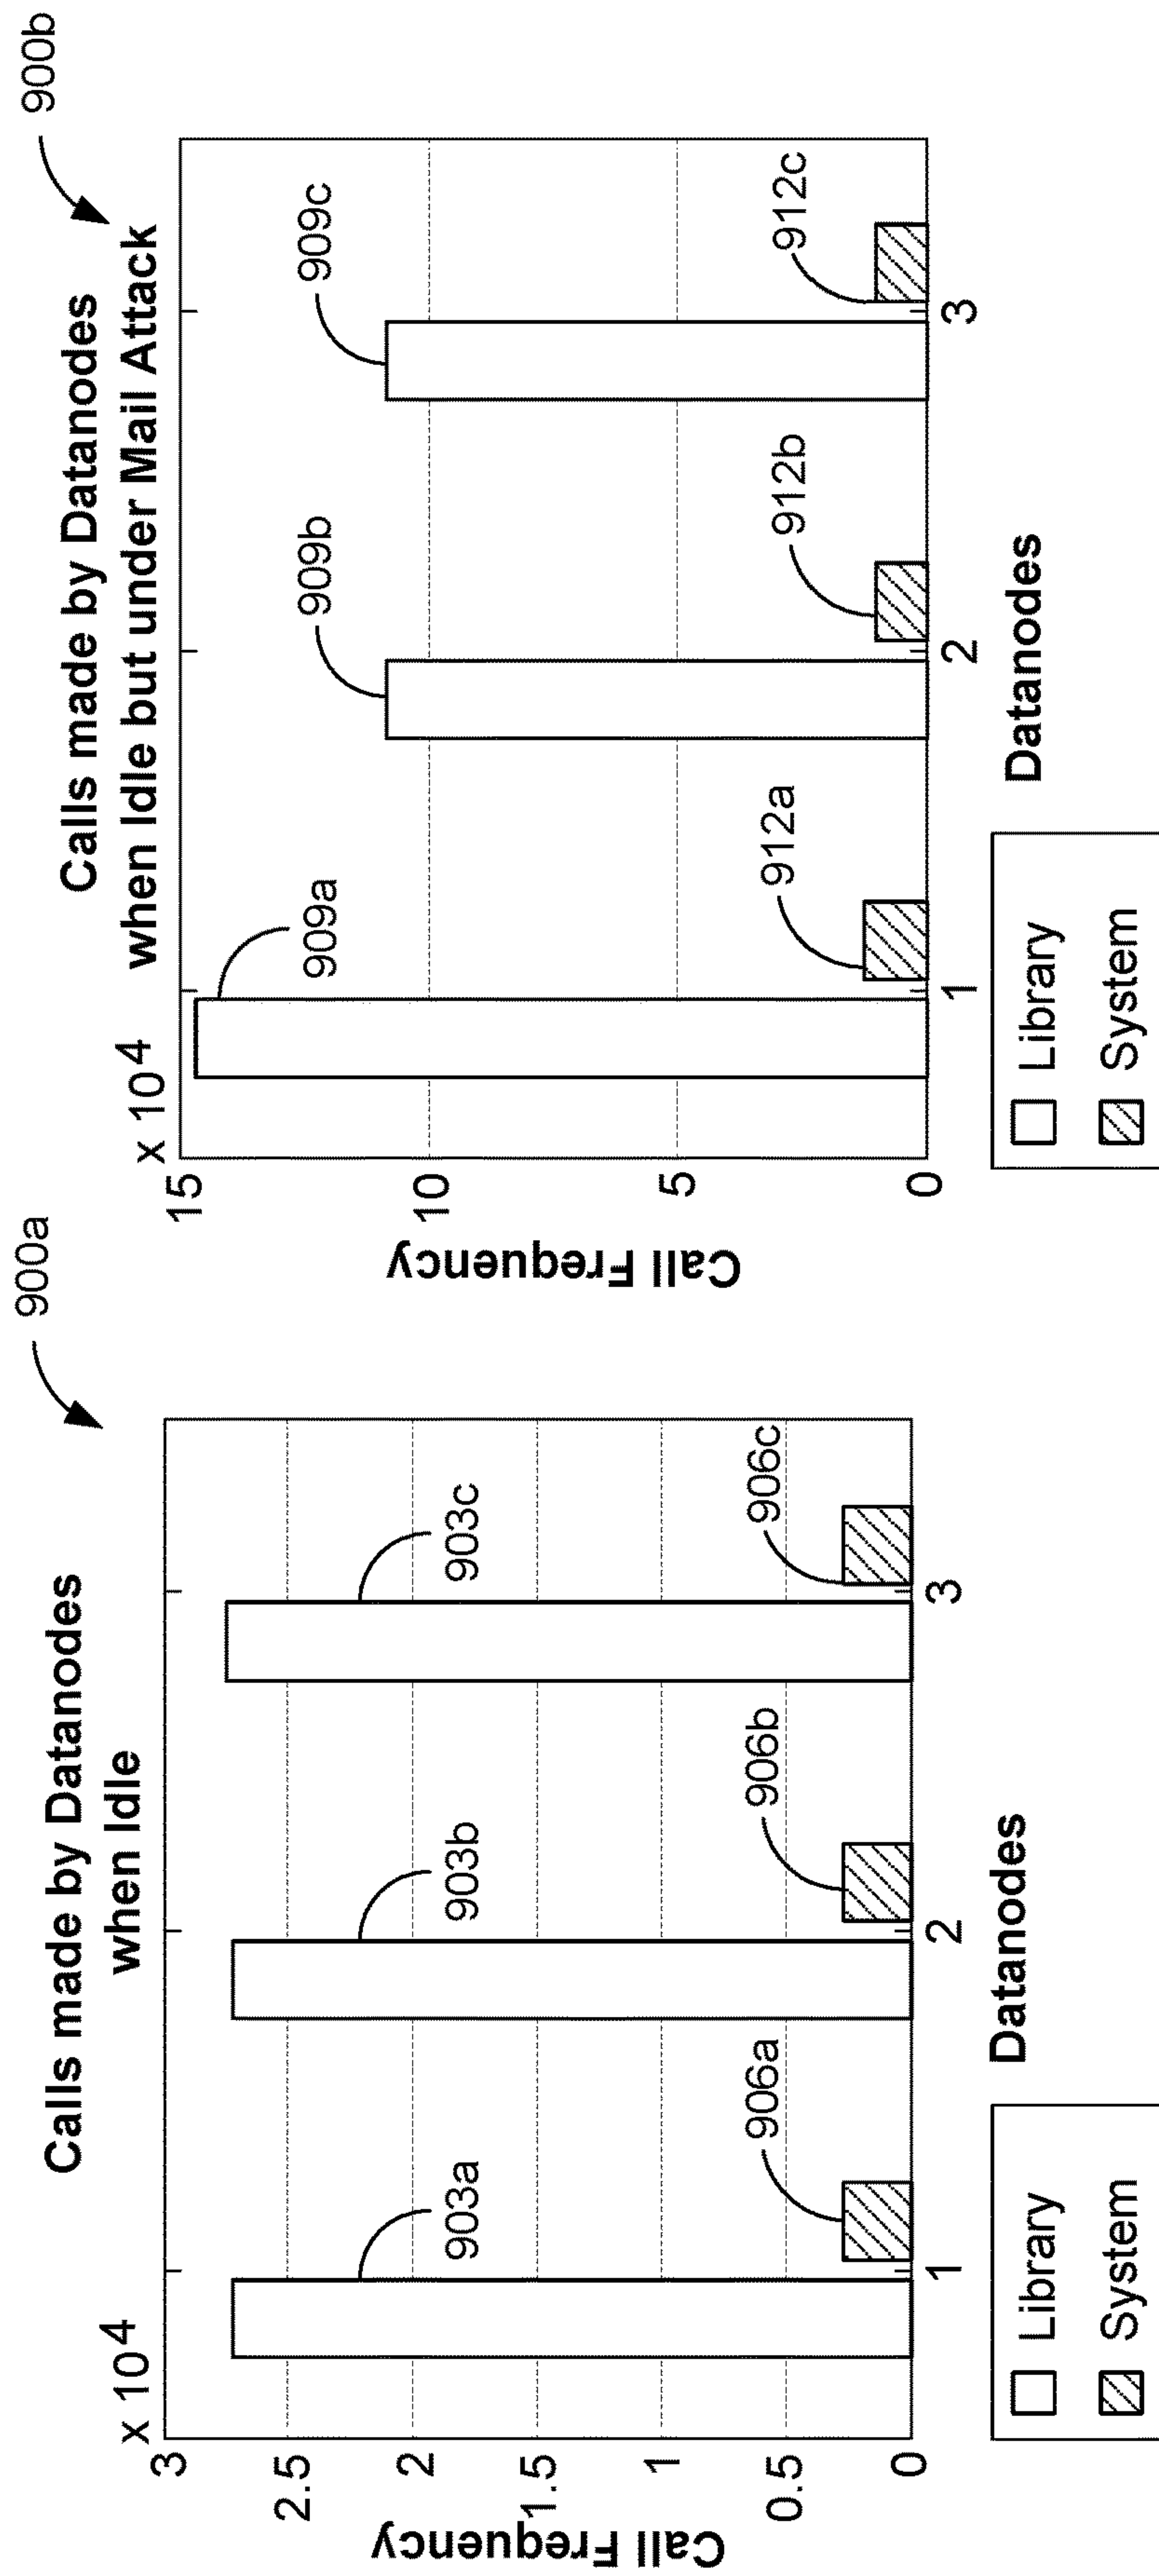 900a
Calls made by Datanodes
when Idle
x 10^4
3
2.5
2
1.5
1
0.5
0
Call Frequency
903a
903b
903c
906a
906b
906c
1
2
3
Datanodes
Library
System
900b
Calls made by Datanodes
when Idle but under Mail Attack
x 10^4
15
10
5
0
Call Frequency
909a
909b
909c
912a
912b
912c
1
2
3
Datanodes
Library
System